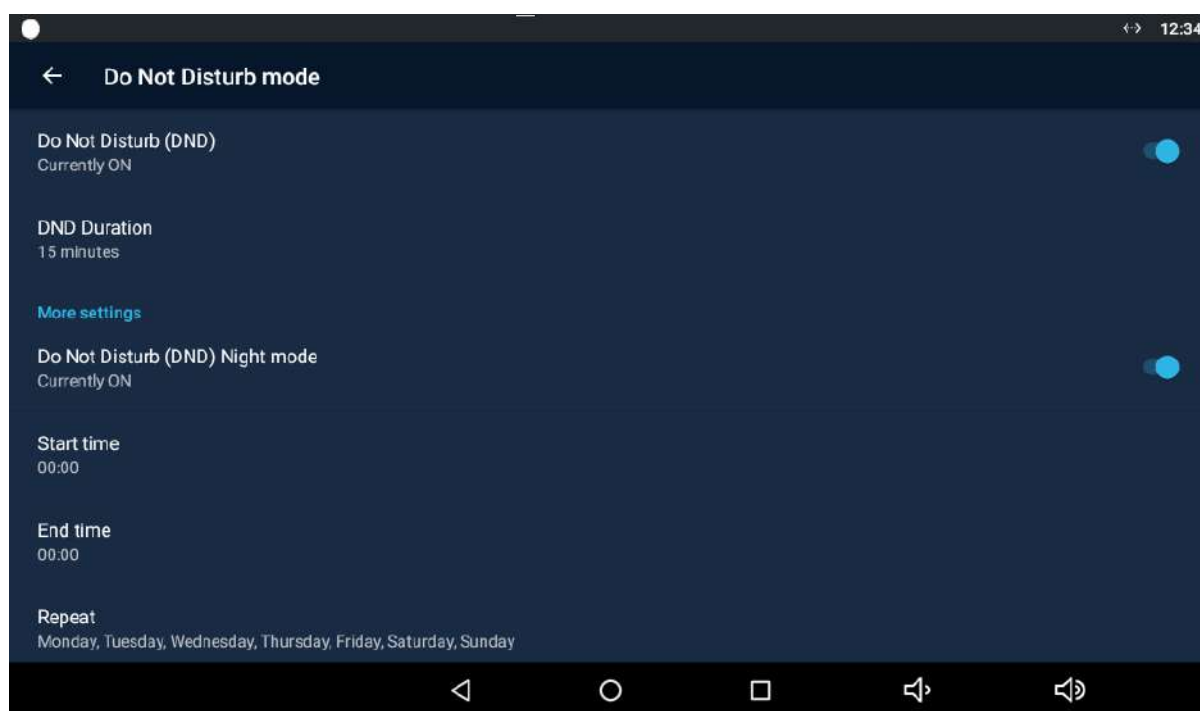 12:34
Do Not Disturb mode
Do Not Disturb (DND)
Currently ON
DND Duration
15 minutes
More settings
Do Not Disturb (DND) Night mode
Currently ON
Start time
00:00
End time
00:00
Repeat
Monday, Tuesday, Wednesday, Thursday, Friday, Saturday, Sunday